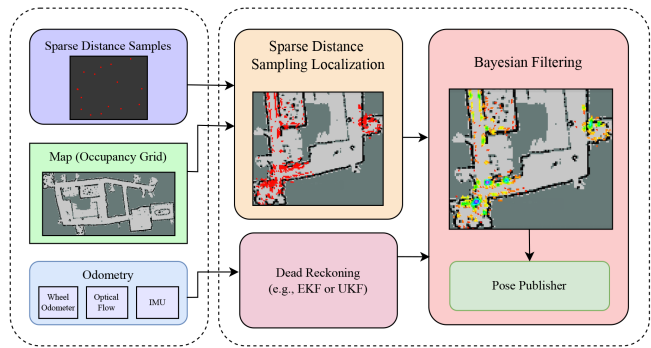 Sparse Distance Samples
Map (Occupancy Grid)
Odometry
Wheel
Odometer
Optical
Flow
IMU
Sparse Distance
Sampling Localization
Dead Reckoning
(e.g., EKF or UKF)
Bayesian Filtering
Pose Publisher